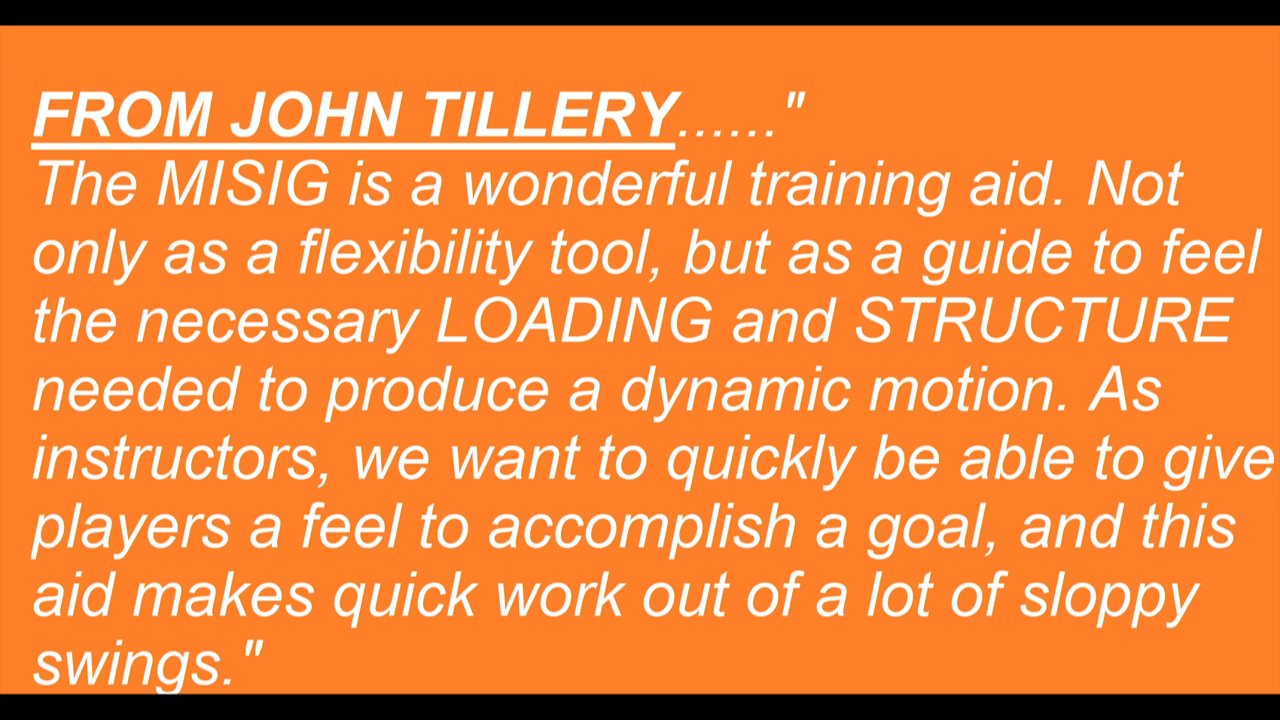 FROM JOHN TILLERY......"
The MISIG is a wonderful training aid. Not
only as a flexibility tool, but as a guide to feel
the necessary LOADING and STRUCTURE
needed to produce a dynamic motion. As
instructors, we want to quickly be able to give
players a feel to accomplish a goal, and this
aid makes quick work out of a lot of sloppy
swings."